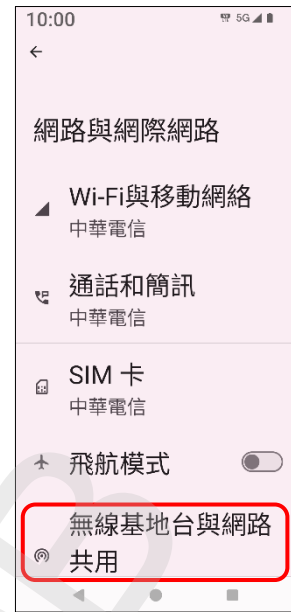 10:00 5G
網路與網際網路
Wi-Fi與移動網絡
中華電信
通話和簡訊
中華電信
SIM 卡
中華電信
飛航模式
無線基地台與網路
共用